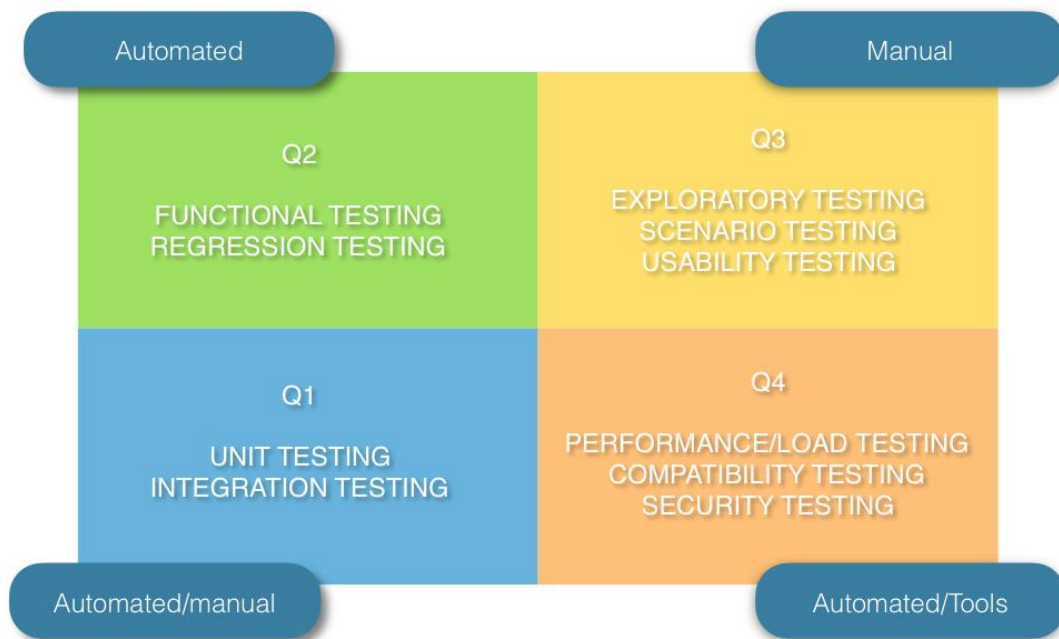 Automated
Manual
Q2
FUNCTIONAL TESTING
REGRESSION TESTING
Q3
EXPLORATORY TESTING
SCENARIO TESTING
USABILITY TESTING
Q1
UNIT TESTING
INTEGRATION TESTING
Q4
PERFORMANCE/LOAD TESTING
COMPATIBILITY TESTING
SECURITY TESTING
Automated/manual
Automated/Tools